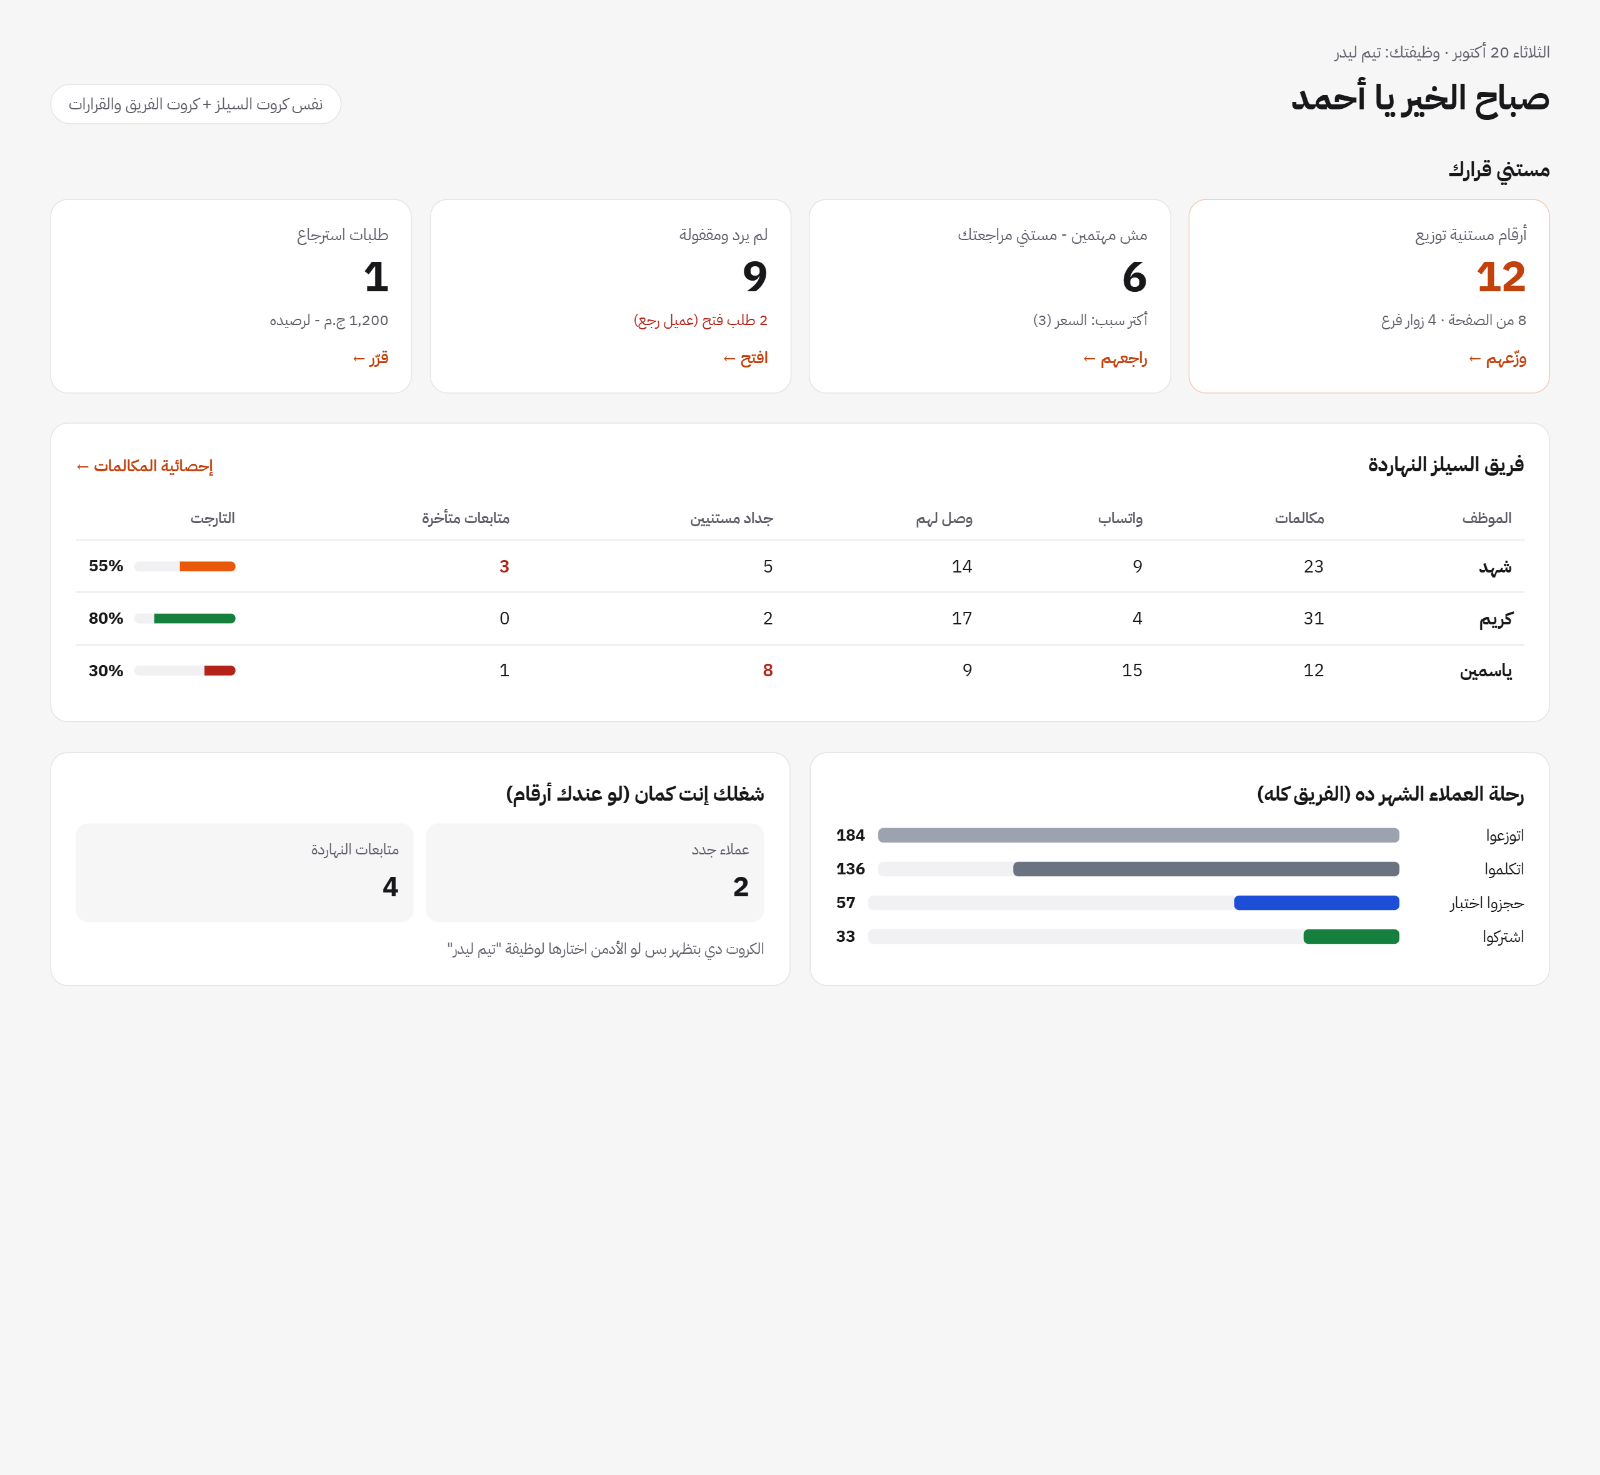 الثلاثاء 20 أكتوبر · وظيفتك: تيم ليدر
صباح الخير يا أحمد
نفس كروت السيلز + كروت الفريق والقرارات
مستني قرارك
أرقام مستنية توزيع
12
8 من الصفحة · 4 زوار فرع
وزّعهم ←
مش مهتمين - مستني مراجعتك
6
أكتر سبب: السعر (3)
راجعهم ←
لم يرد ومقفولة
9
2 طلب فتح (عميل رجع)
افتح ←
طلبات استرجاع
1
1,200 ج.م - لرصيده
قرّر ←
فريق السيلز النهاردة
إحصائية المكالمات ←
الموظف مكالمات واتساب وصل لهم جداد مستنيين متابعات متأخرة التارجت
شهد 23 9 14 5 3 55%
كريم 31 4 17 2 0 80%
ياسمين 12 15 9 8 1 30%
رحلة العملاء الشهر ده (الفريق كله)
اتوزعوا 184
اتكلموا 136
حجزوا اختبار 57
اشتركوا 33
شغلك إنت كمان (لو عندك أرقام)
عملاء جدد
2
متابعات النهاردة
4
الكروت دي بتظهر بس لو الأدمن اختارها لوظيفة "تيم ليدر"